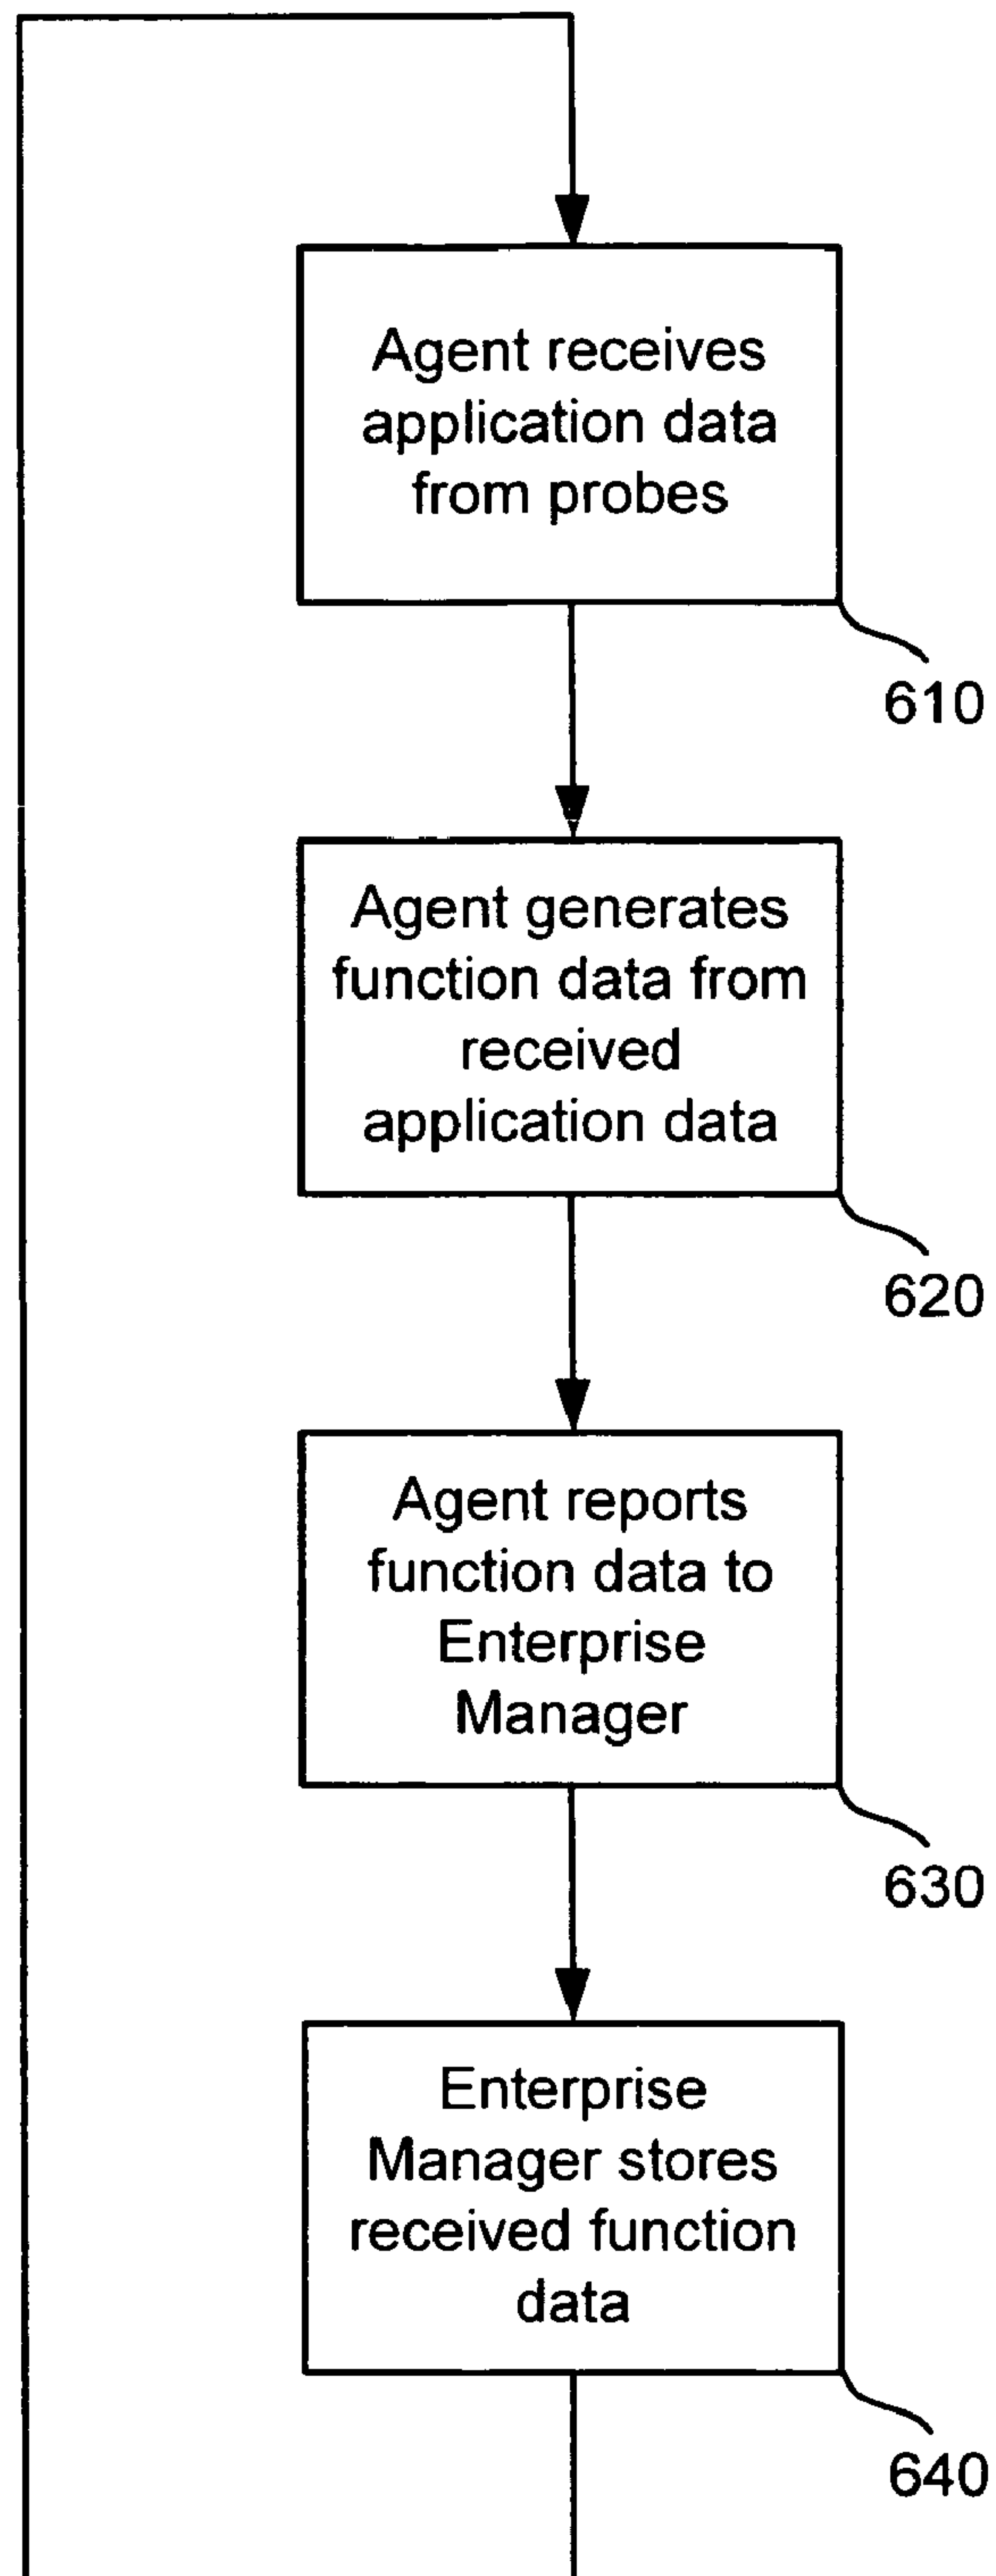 Agent receives
application data
from probes
610
Agent generates
function data from
received
application data
620
Agent reports
function data to
Enterprise
Manager
630
Enterprise
Manager stores
received function
data
640